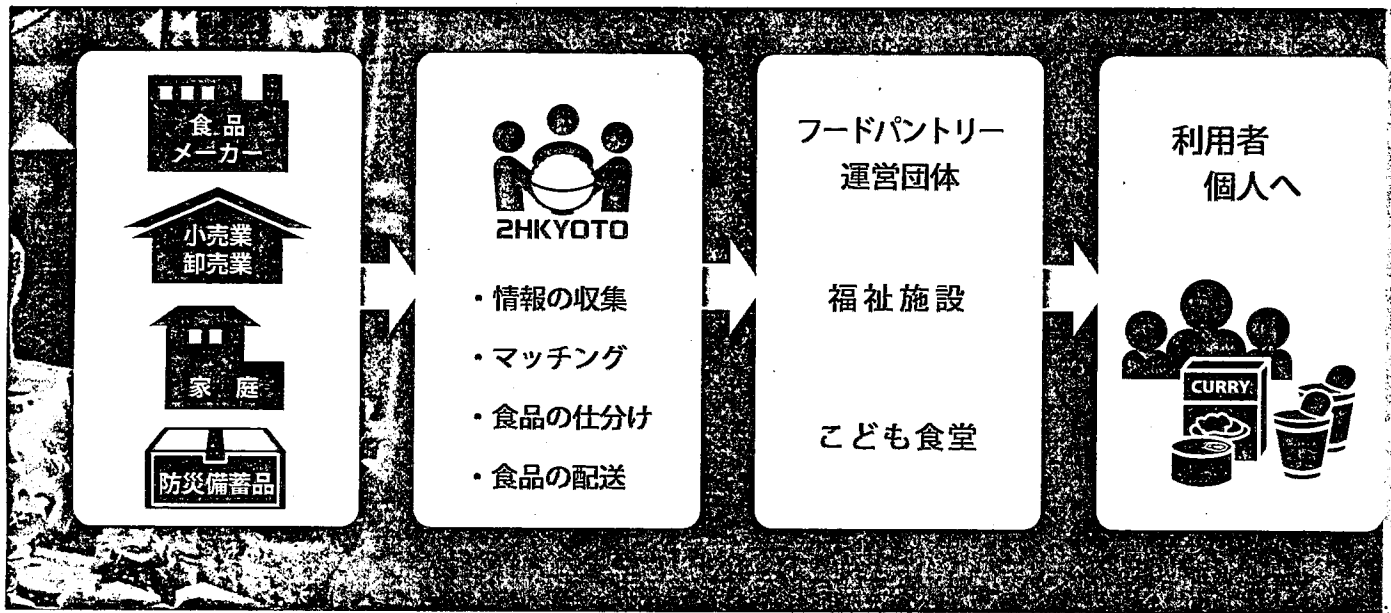 食品
メーカー
小売業
卸売業
家庭
防災備蓄品
2HKYOTO
・情報の収集
・マッチング
・食品の仕分け
・食品の配送
フードパントリー
運営団体
福祉施設
こども食堂
利用者
個人へ
CURRY